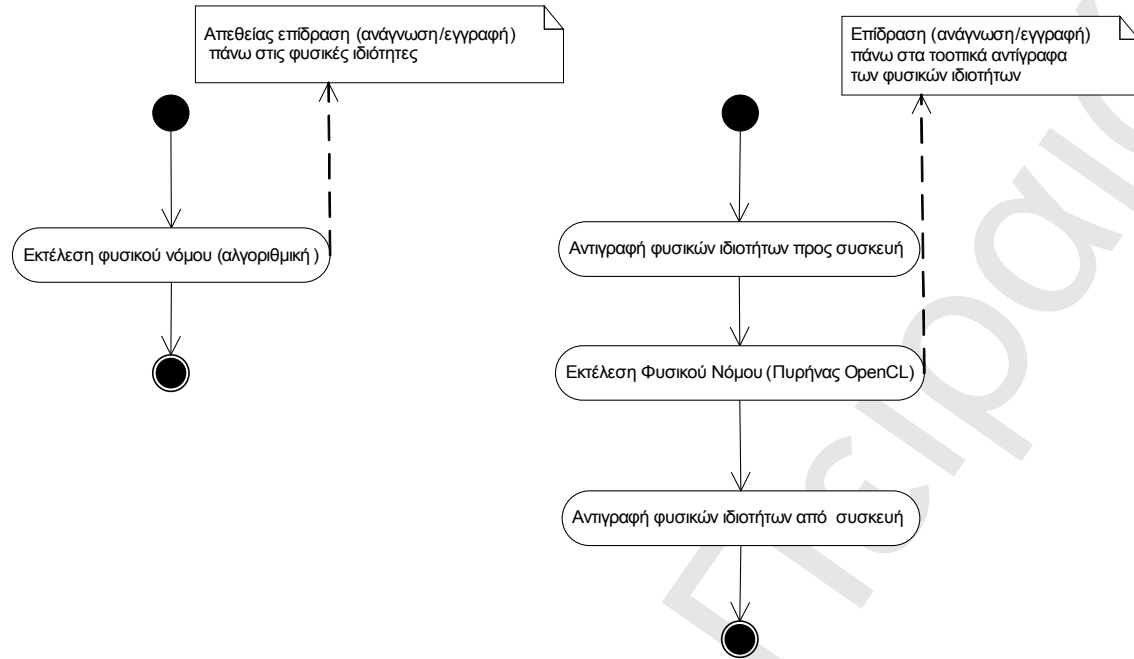 Απεθείας επίδραση (ανάγνωση/εγγραφή)
πάνω στις φυσικές ιδιότητες
Εκτέλεση φυσικού νόμου (αλγοριθμική )
Επίδραση (ανάγνωση/εγγραφή)
πάνω στα τοοπικά αντίγραφα
των φυσικών ιδιοτήτων
Αντιγραφή φυσικών ιδιοτήτων προς συσκευή
Εκτέλεση Φυσικού Νόμου (Πυρήνας OpenCL)
Αντιγραφή φυσικών ιδιοτήτων από συσκευή